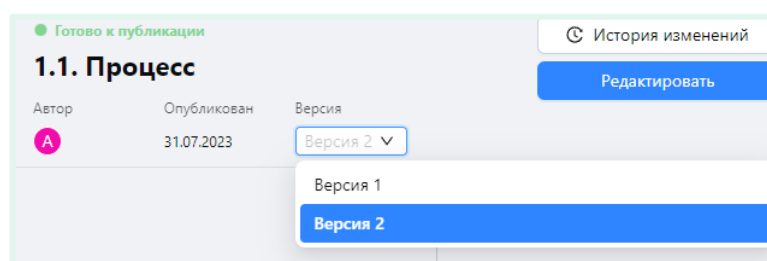 Готово к публикации
История изменений
1.1. Процесс
Редактировать
Автор Опубликован Версия
А 31.07.2023 Версия 2
Версия 1
Версия 2